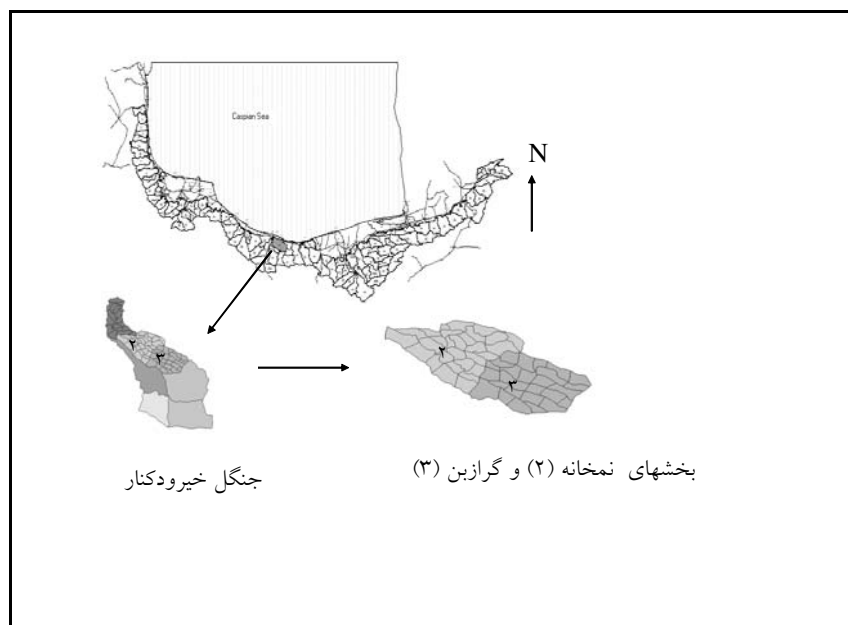 Caspian Sea
N
۲
۳
۲
۳
جنگل خیرودکنار
بخشهای نمخانه (۲) و گرازبن (۳)